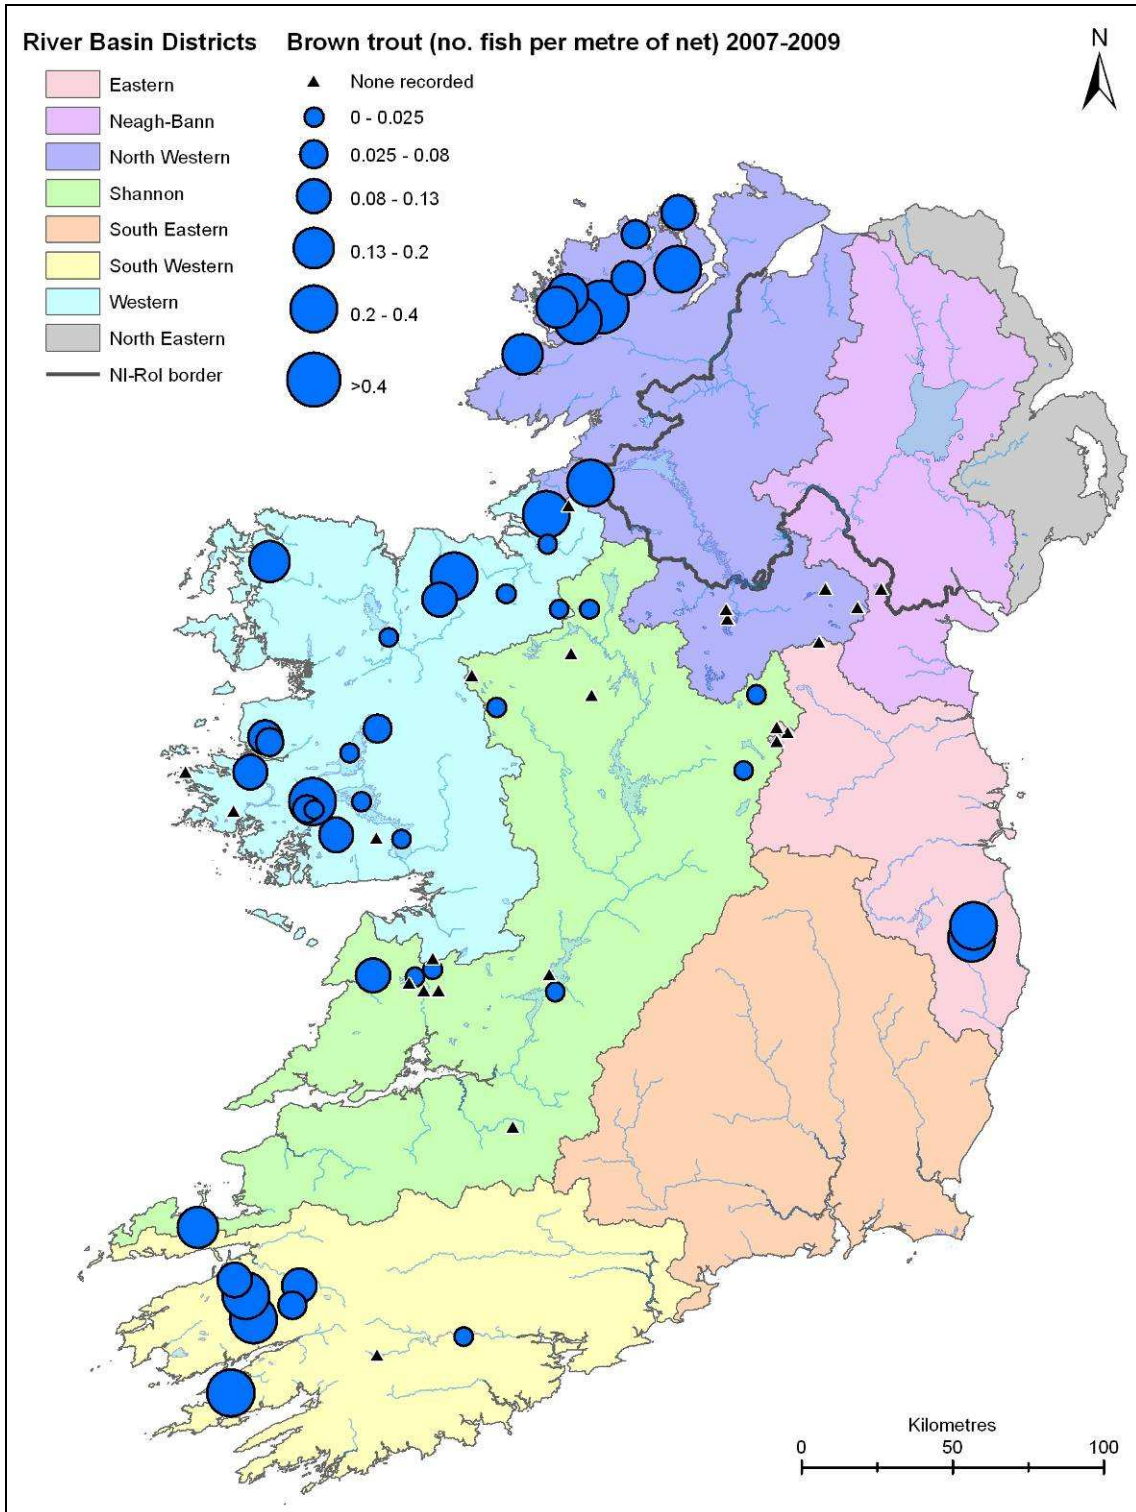 River Basin Districts
Eastern
Neagh-Bann
North Western
Shannon
South Eastern
South Western
Western
North Eastern
NI-RoI border
Brown trout (no. fish per metre of net) 2007-2009
None recorded
0 - 0.025
0.025 - 0.08
0.08 - 0.13
0.13 - 0.2
0.2 - 0.4
>0.4
N
Kilometres
0 50 100